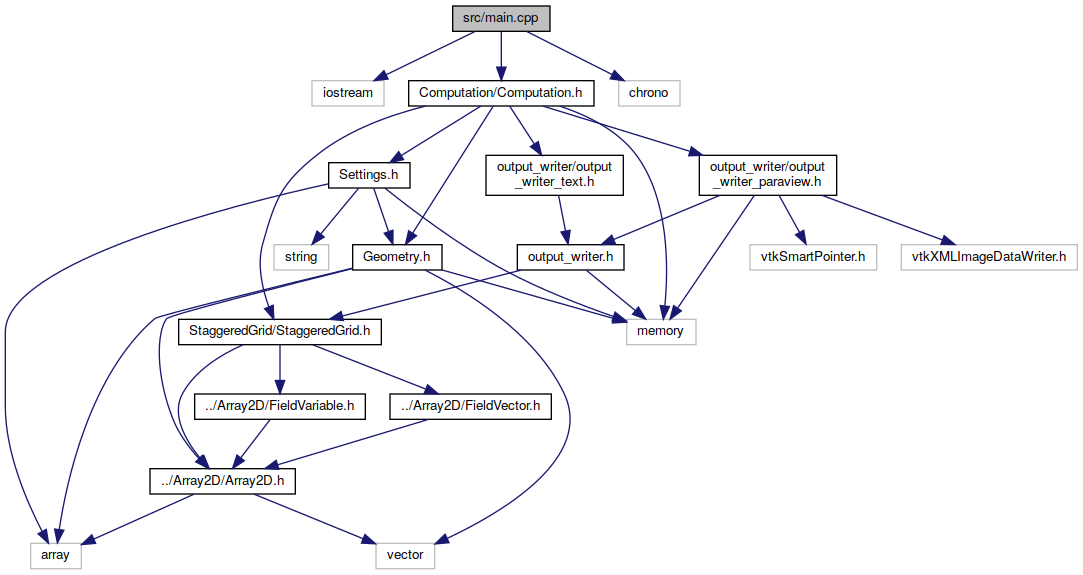 src/main.cpp
iostream
Computation/Computation.h
chrono
Settings.h
output_writer/output
_writer_text.h
output_writer/output
_writer_paraview.h
string
Geometry.h
output_writer.h
vtkSmartPointer.h
vtkXMLImageDataWriter.h
StaggeredGrid/StaggeredGrid.h
memory
../Array2D/FieldVariable.h
../Array2D/FieldVector.h
../Array2D/Array2D.h
array
vector